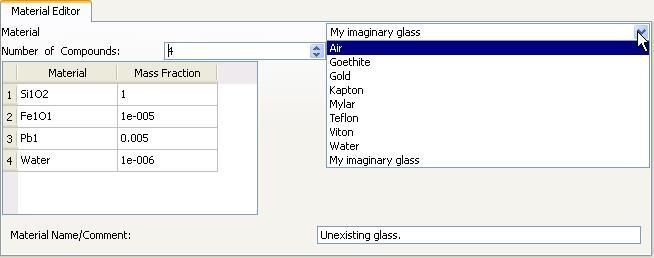 Material Editor
Material My imaginary glass
Number of Compounds: 4
Air
Goethite
Gold
Kapton
Mylar
Teflon
Viton
Water
My imaginary glass
Material Mass Fraction
1 Si1O2 1
2 Fe1O1 1e-005
3 Pb1 0.005
4 Water 1e-006
Material Name/Comment: Unexisting glass.